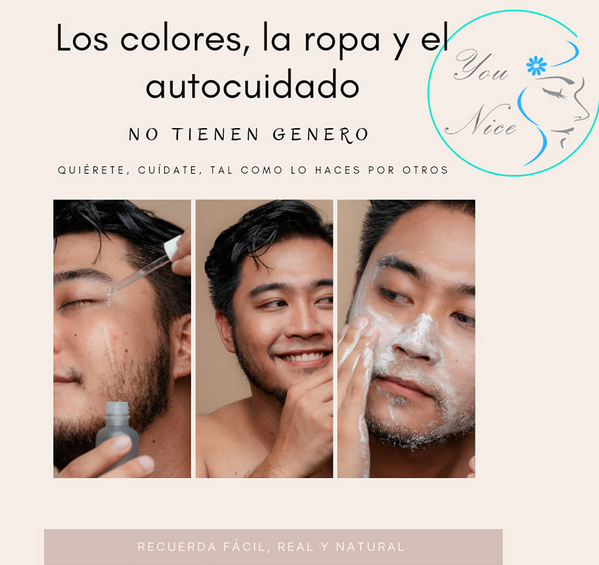 Los colores, la ropa y el
autocuidado
NO TIENEN GENERO
QUIÉRETE, CUÍDATE, TAL COMO LO HACES POR OTROS
You
Nice
RECUERDA FÁCIL, REAL Y NATURAL